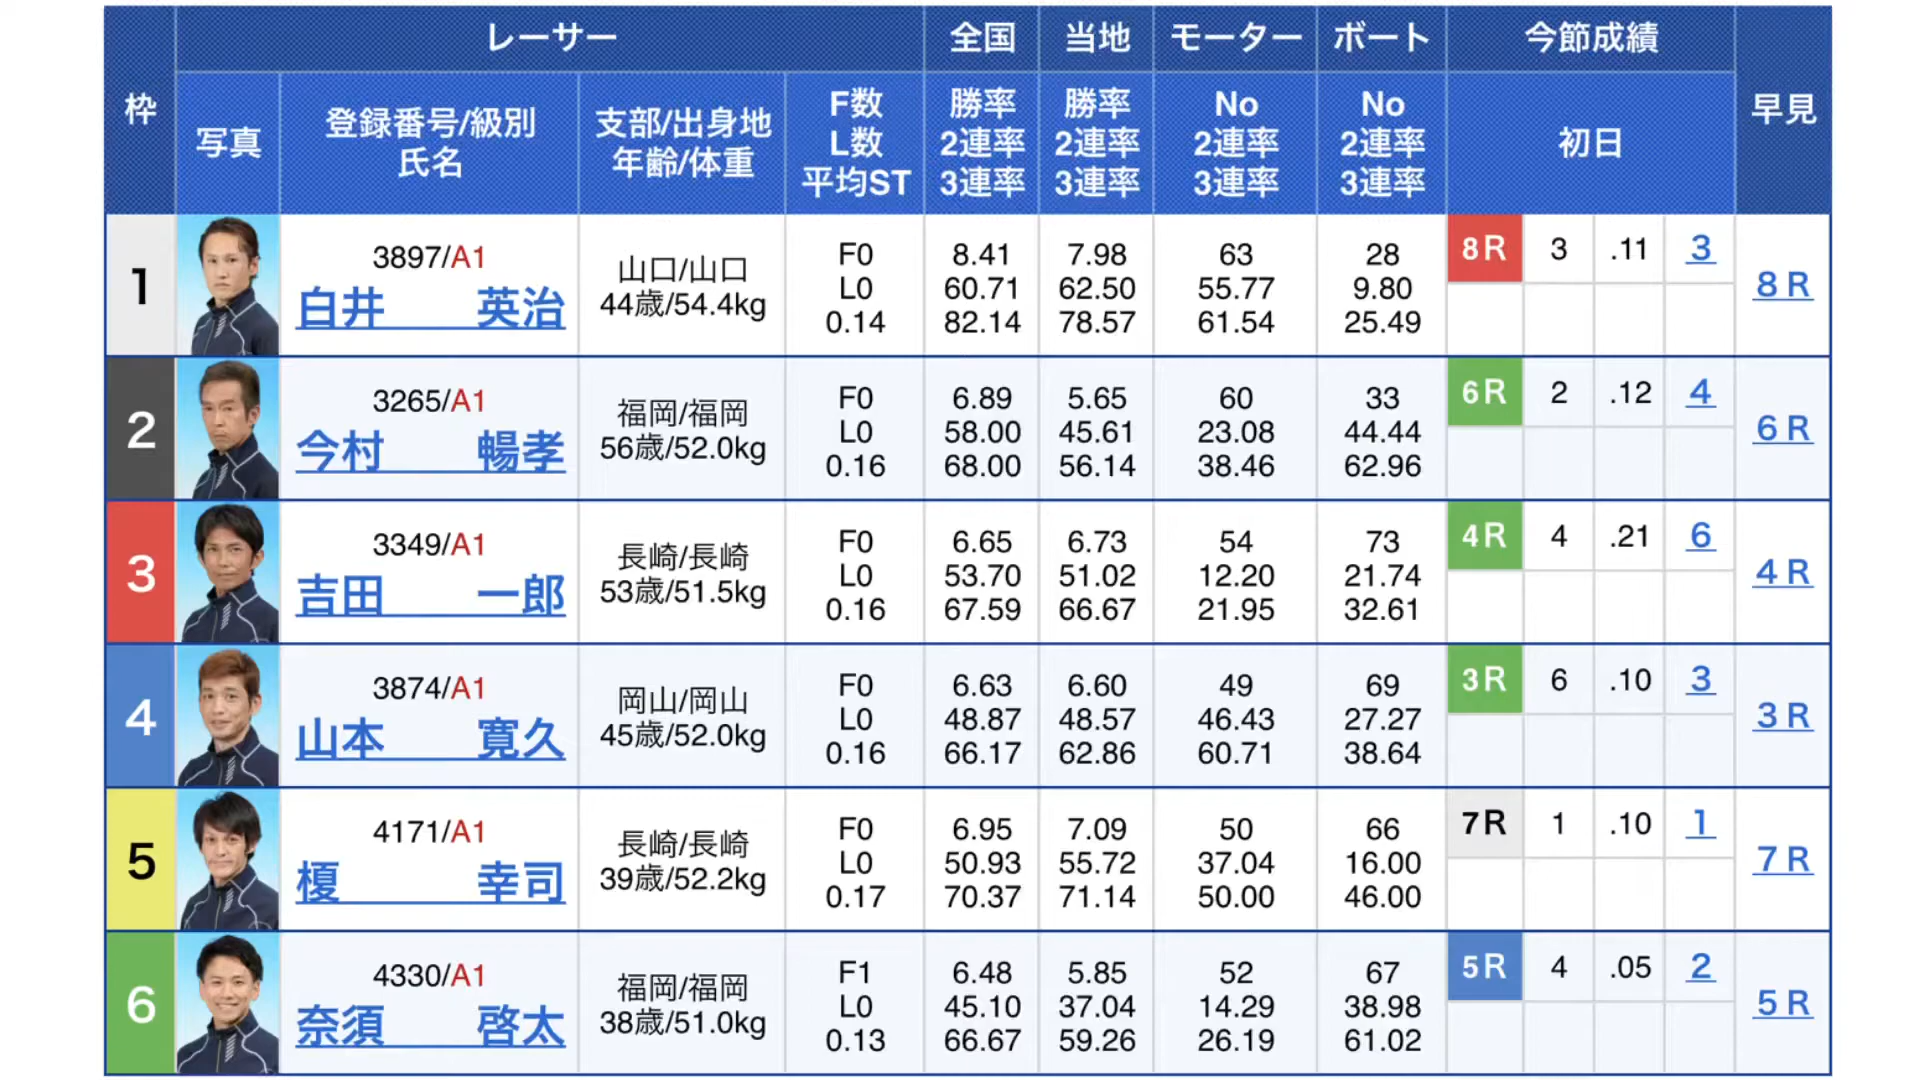 枠 レーサー 全国 当地 モーター ボート 今節成績 早見
写真 登録番号/級別 支部/出身地 F数 勝率 勝率 No No 初日
氏名 年齢/体重 L数 2連率 2連率 2連率 2連率
平均ST 3連率 3連率 3連率 3連率
1 3897/A1 山口/山口 F0 8.41 7.98 63 28 8R 3 .11 3 8R
白井 英治 44歳/54.4kg L0 60.71 62.50 55.77 9.80
0.14 82.14 78.57 61.54 25.49
2 3265/A1 福岡/福岡 F0 6.89 5.65 60 33 6R 2 .12 4 6R
今村 暢孝 56歳/52.0kg L0 58.00 45.61 23.08 44.44
0.16 68.00 56.14 38.46 62.96
3 3349/A1 長崎/長崎 F0 6.65 6.73 54 73 4R 4 .21 6 4R
吉田 一郎 53歳/51.5kg L0 53.70 51.02 12.20 21.74
0.16 67.59 66.67 21.95 32.61
4 3874/A1 岡山/岡山 F0 6.63 6.60 49 69 3R 6 .10 3 3R
山本 寛久 45歳/52.0kg L0 48.87 48.57 46.43 27.27
0.16 66.17 62.86 60.71 38.64
5 4171/A1 長崎/長崎 F0 6.95 7.09 50 66 7R 1 .10 1 7R
榎 幸司 39歳/52.2kg L0 50.93 55.72 37.04 16.00
0.17 70.37 71.14 50.00 46.00
6 4330/A1 福岡/福岡 F1 6.48 5.85 52 67 5R 4 .05 2 5R
奈須 啓太 38歳/51.0kg L0 45.10 37.04 14.29 38.98
0.13 66.67 59.26 26.19 61.02